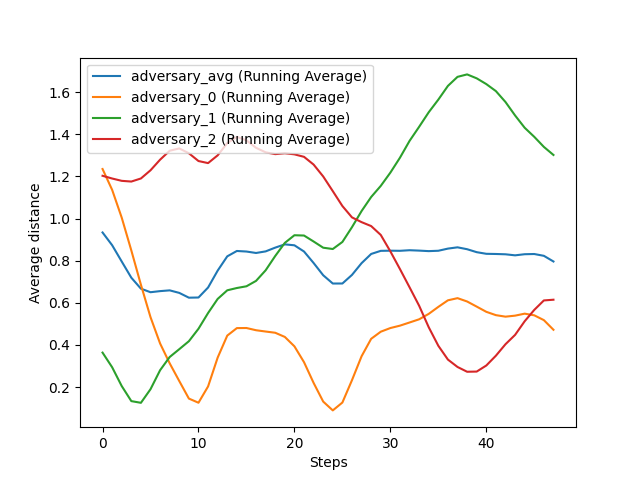 adversary_avg (Running Average)
adversary_0 (Running Average)
adversary_1 (Running Average)
adversary_2 (Running Average)
Average distance
1.6
1.4
1.2
1.0
0.8
0.6
0.4
0.2
0 10 20 30 40
Steps